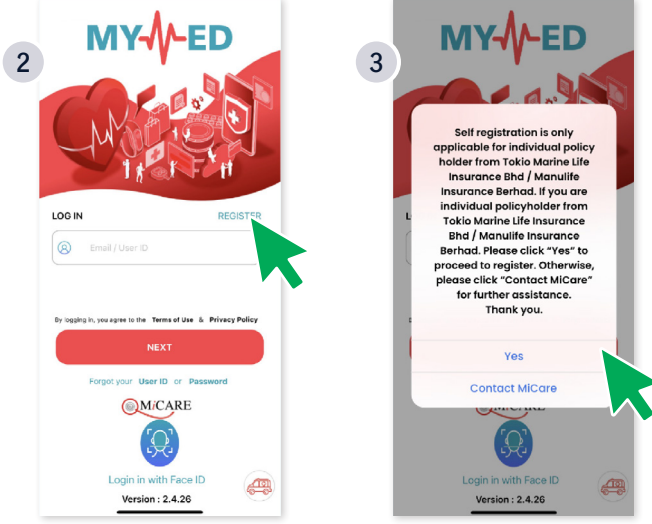 2
MY ED
LOG IN
REGISTER
Email / User ID
By logging in, you agree to the Terms of Use & Privacy Policy
NEXT
Forgot your User ID or Password
MiCARE
Login in with Face ID
Version : 2.4.26
3
MY ED
Self registration is only
applicable for individual policy
holder from Tokio Marine Life
Insurance Bhd / Manulife
Insurance Berhad. If you are
individual policyholder from
Tokio Marine Life Insurance
Bhd / Manulife Insurance
Berhad. Please click “Yes” to
proceed to register. Otherwise,
please click “Contact MiCare”
for further assistance.
Thank you.
Yes
Contact MiCare
MiCARE
Login in with Face ID
Version : 2.4.26